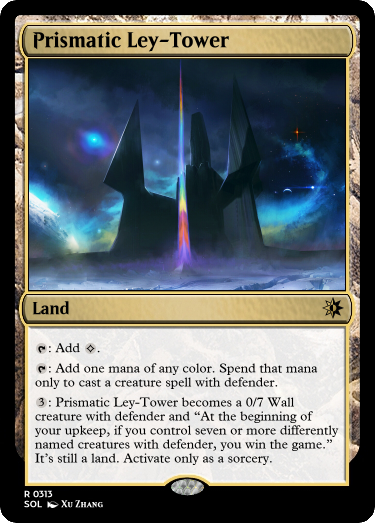 Prismatic Ley-Tower
Land
: Add .
: Add one mana of any color. Spend that mana
only to cast a creature spell with defender.
3: Prismatic Ley-Tower becomes a 0/7 Wall
creature with defender and “At the beginning of
your upkeep, if you control seven or more differently
named creatures with defender, you win the game.”
It’s still a land. Activate only as a sorcery.
R 0313
SOL Xu Zhang